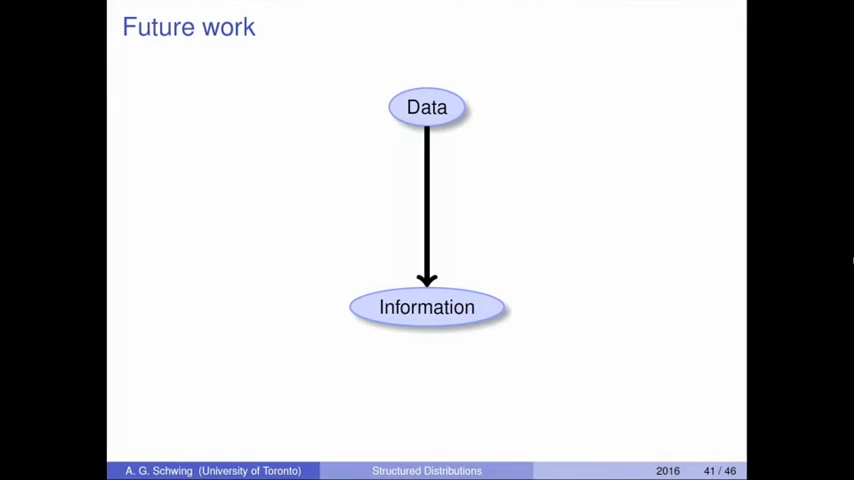 Future work
Data
Information
A. G. Schwing (University of Toronto) Structured Distributions 2016 41 / 46